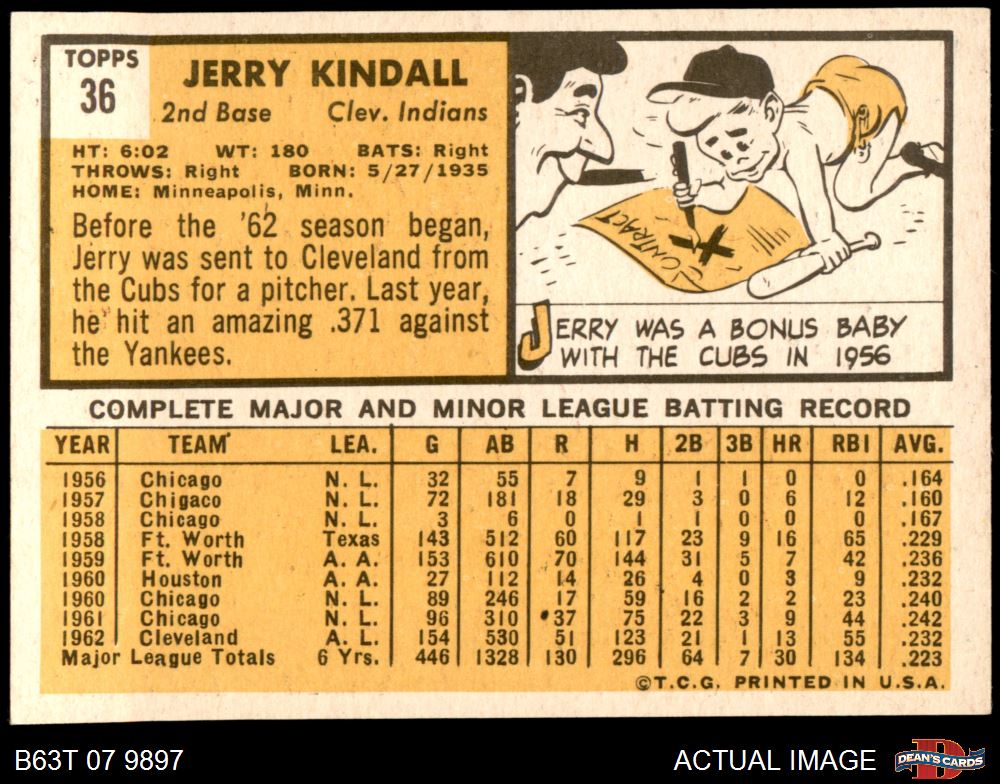 TOPPS
36
JERRY KINDALL
2nd Base Clev. Indians
HT: 6:02 WT: 180 BATS: Right
THROWS: Right BORN: 5/27/1935
HOME: Minneapolis, Minn.
Before the '62 season began,
Jerry was sent to Cleveland from
the Cubs for a pitcher. Last year,
he hit an amazing .371 against
the Yankees.
CONTRACT
X
JERRY WAS A BONUS BABY
WITH THE CUBS IN 1956
COMPLETE MAJOR AND MINOR LEAGUE BATTING RECORD
YEAR TEAM LEA. G AB R H 2B 3B HR RBI AVG.
1956 Chicago N. L. 32 55 7 9 1 1 0 0 .164
1957 Chigaco N. L. 72 181 18 29 3 0 6 12 .160
1958 Chicago N. L. 3 6 0 1 1 0 0 0 .167
1958 Ft. Worth Texas 143 512 60 117 23 9 16 65 .229
1959 Ft. Worth A. A. 153 610 70 144 31 5 7 42 .236
1960 Houston A. A. 27 112 14 26 4 0 3 9 .232
1960 Chicago N. L. 89 246 17 59 16 2 2 23 .240
1961 Chicago N. L. 96 310 37 75 22 3 9 44 .242
1962 Cleveland A. L. 154 530 51 123 21 1 13 55 .232
Major League Totals 6 Yrs. 446 1328 130 296 64 7 30 134 .223
©T.C.G. PRINTED IN U.S.A.
B63T 07 9897 ACTUAL IMAGE DEAN'S CARDS